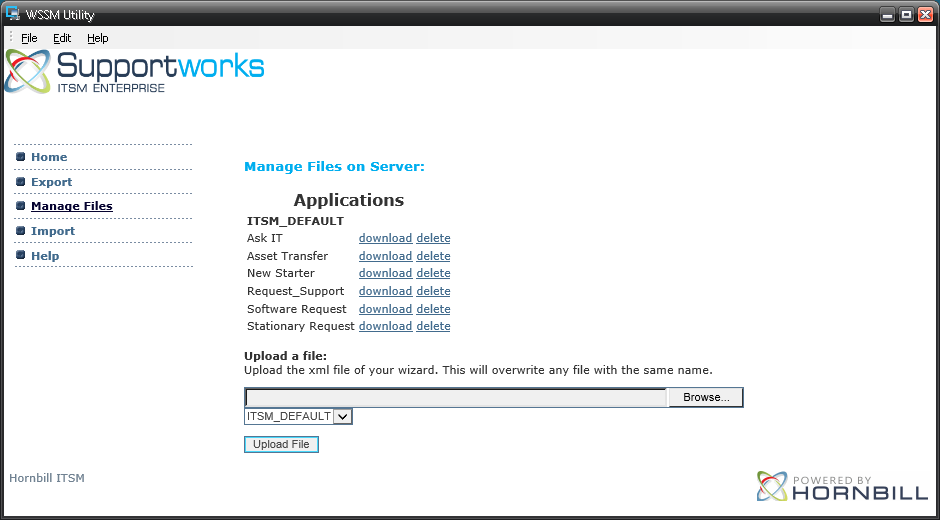 WSSM Utility
File Edit Help
Supportworks
ITSM ENTERPRISE
Home
Export
Manage Files
Import
Help
Manage Files on Server:
Applications
ITSM_DEFAULT
Ask IT download delete
Asset Transfer download delete
New Starter download delete
Request_Support download delete
Software Request download delete
Stationary Request download delete
Upload a file:
Upload the xml file of your wizard. This will overwrite any file with the same name.
Browse...
ITSM_DEFAULT
Upload File
Hornbill ITSM
POWERED BY
HORNBILL